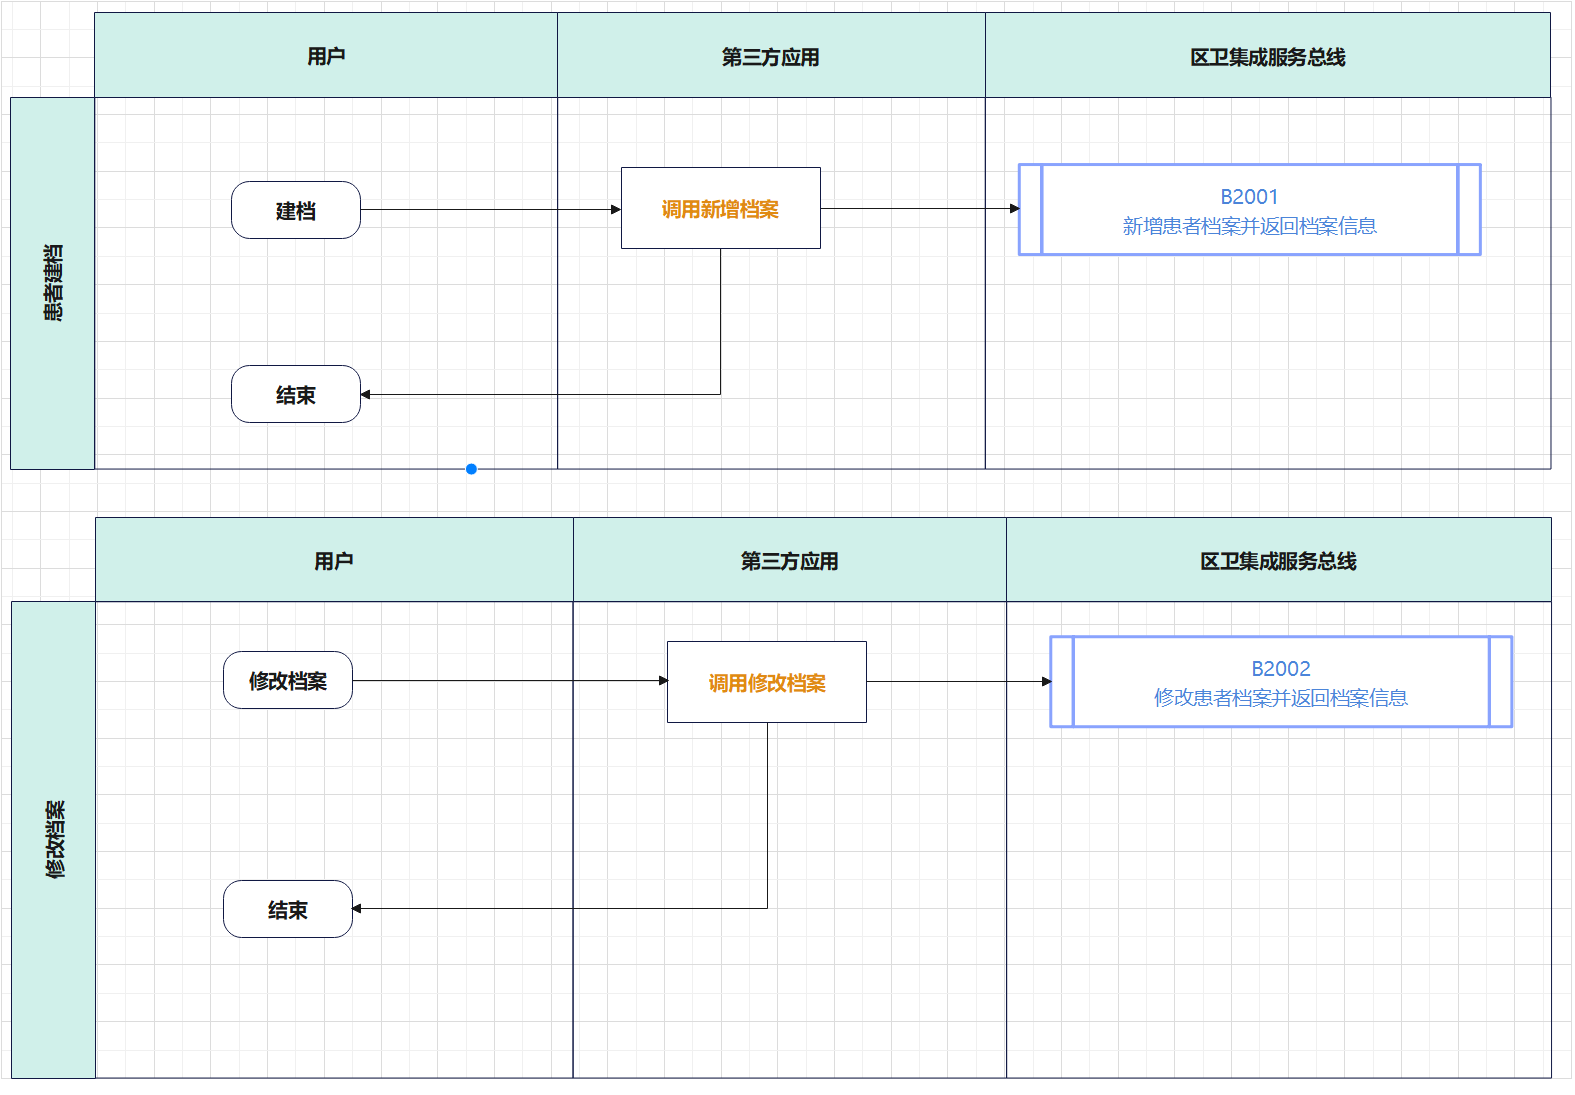 用户
第三方应用
区卫集成服务总线
患者建档
建档
调用新增档案
B2001
新增患者档案并返回档案信息
结束
用户
第三方应用
区卫集成服务总线
修改档案
修改档案
调用修改档案
B2002
修改患者档案并返回档案信息
结束